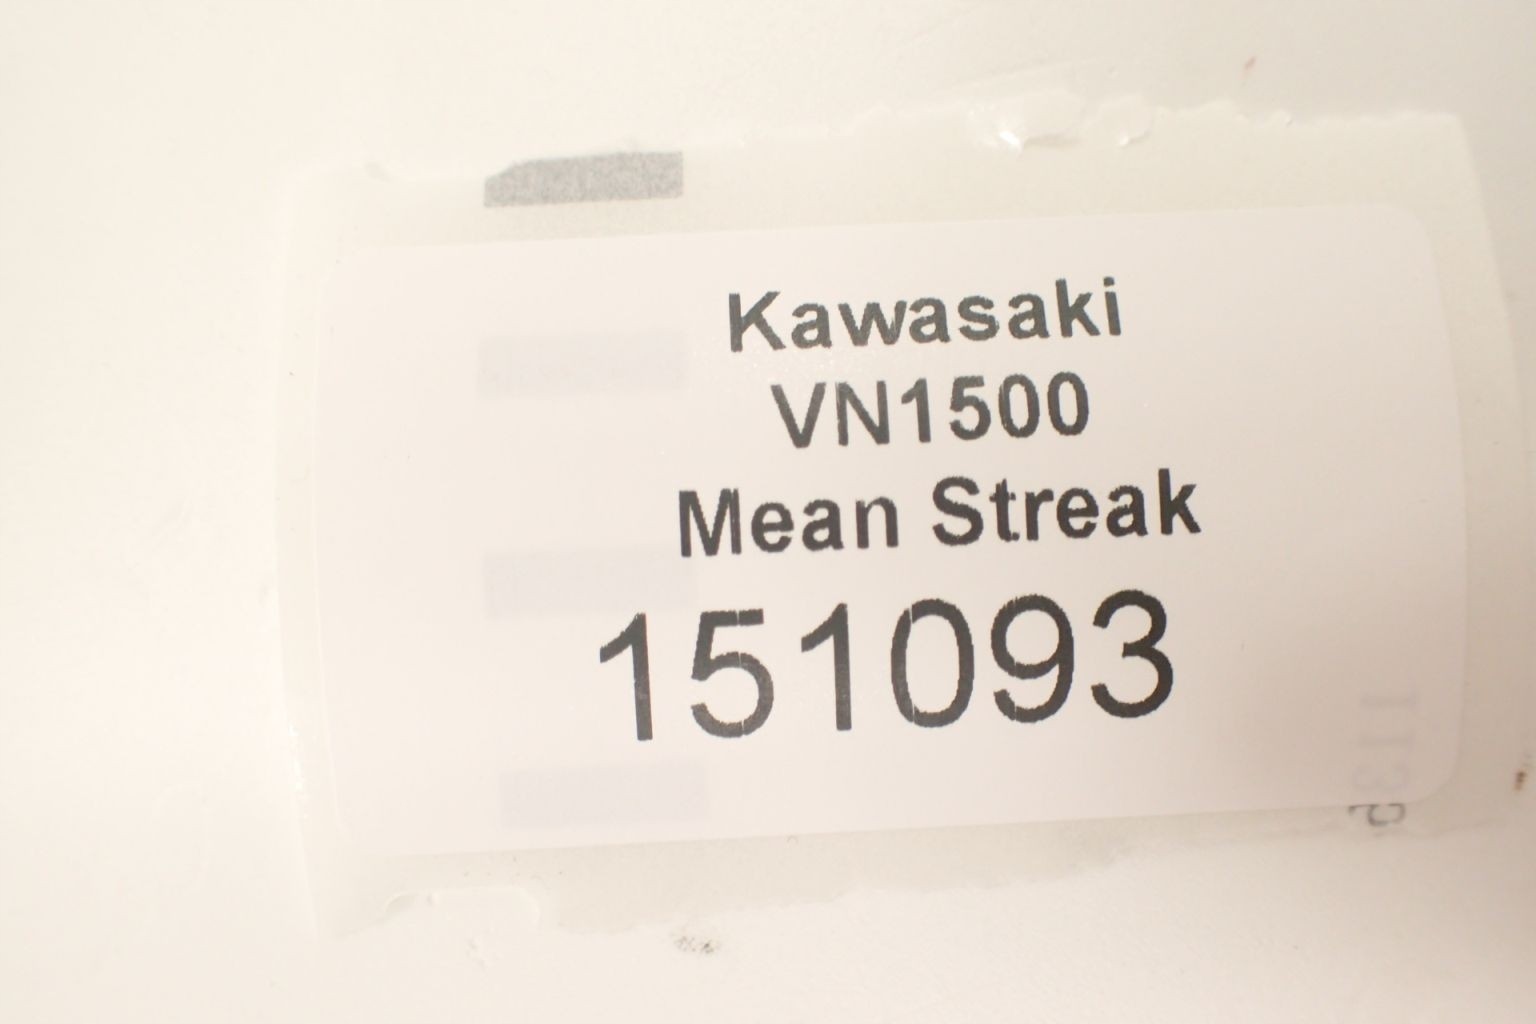 Kawasaki
VN1500
Mean Streak
151093